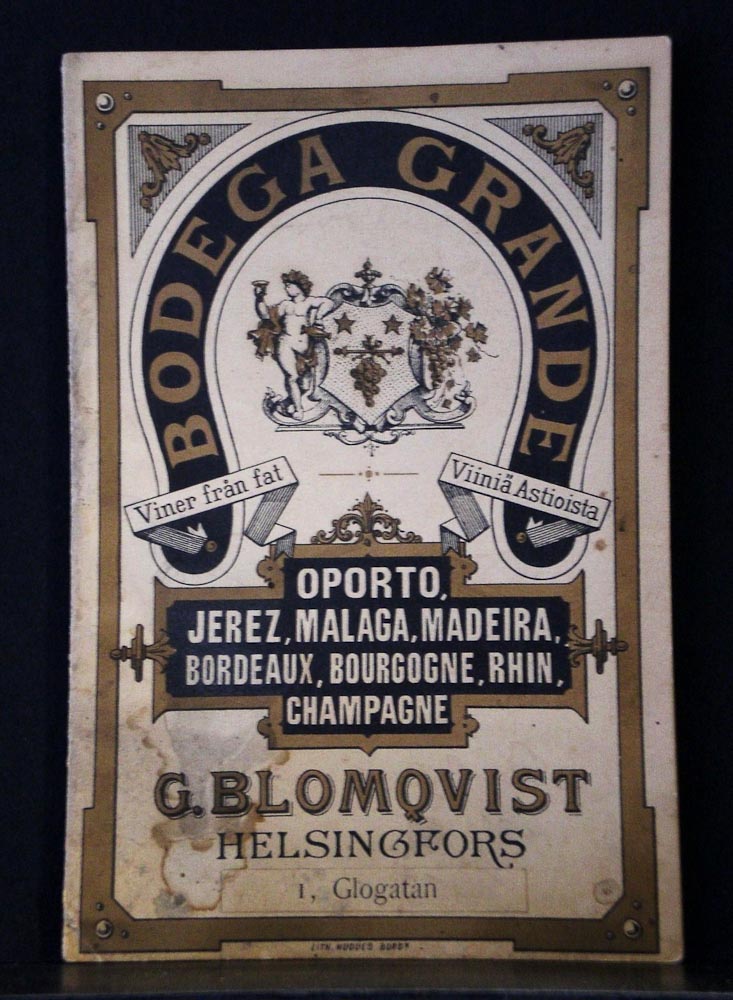 BODEGA GRANDE
Viner från fat
Viiniä Astioista
OPORTO,
JEREZ, MALAGA, MADEIRA,
BORDEAUX, BOURGOGNE, RHIN,
CHAMPAGNE
G. BLOMQVIST
HELSINGFORS
1, Glogatan
LITH.